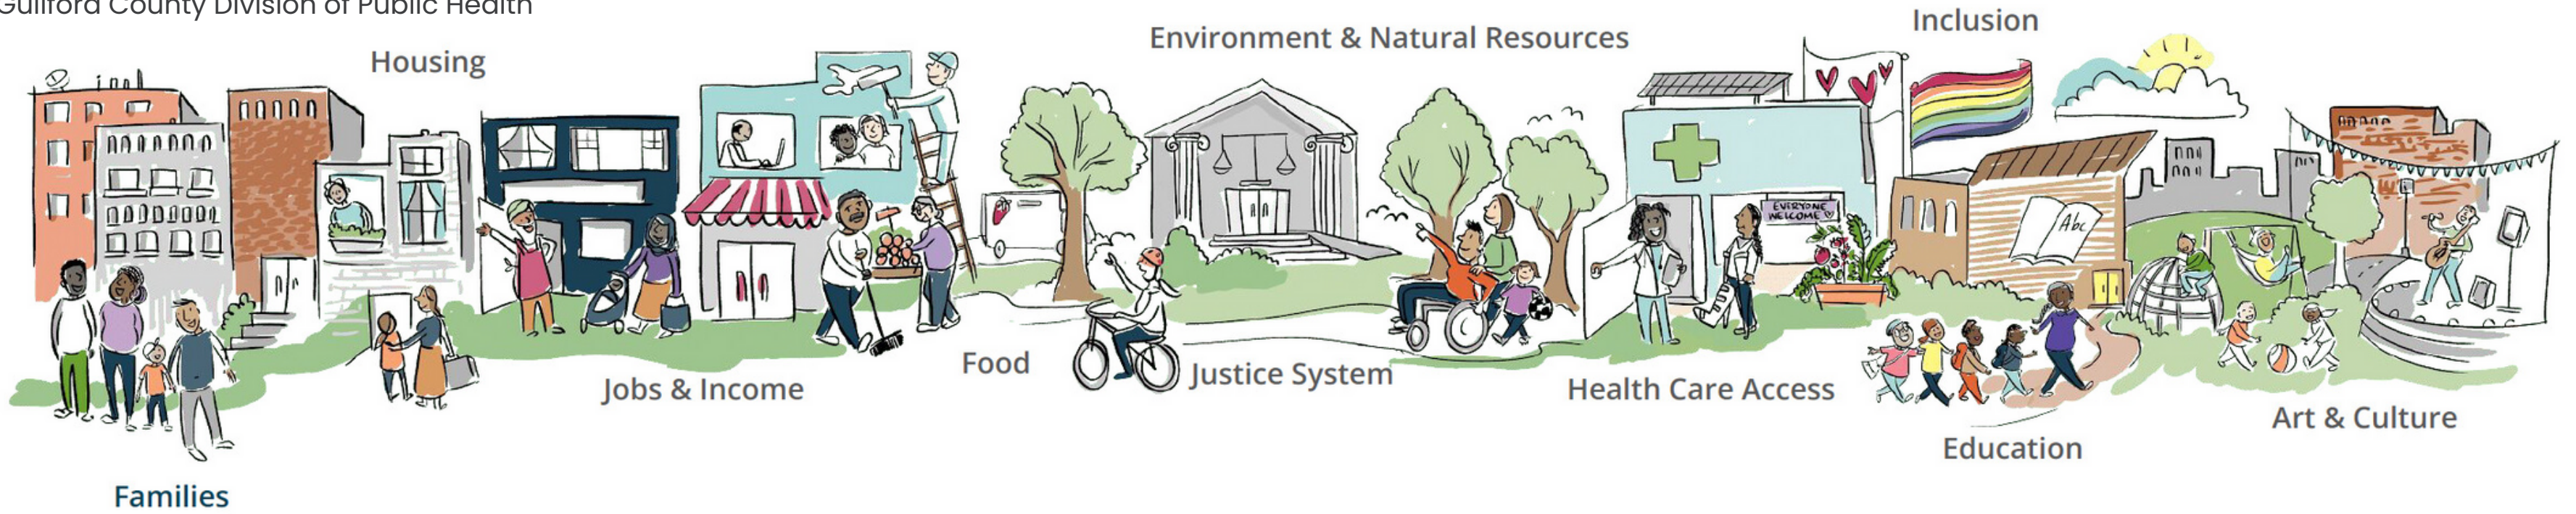 Guilford County Division of Public Health
Housing
Environment & Natural Resources
Inclusion
EVERYONE
WELCOME
Abc
Food
Justice System
Jobs & Income
Health Care Access
Art & Culture
Education
Families